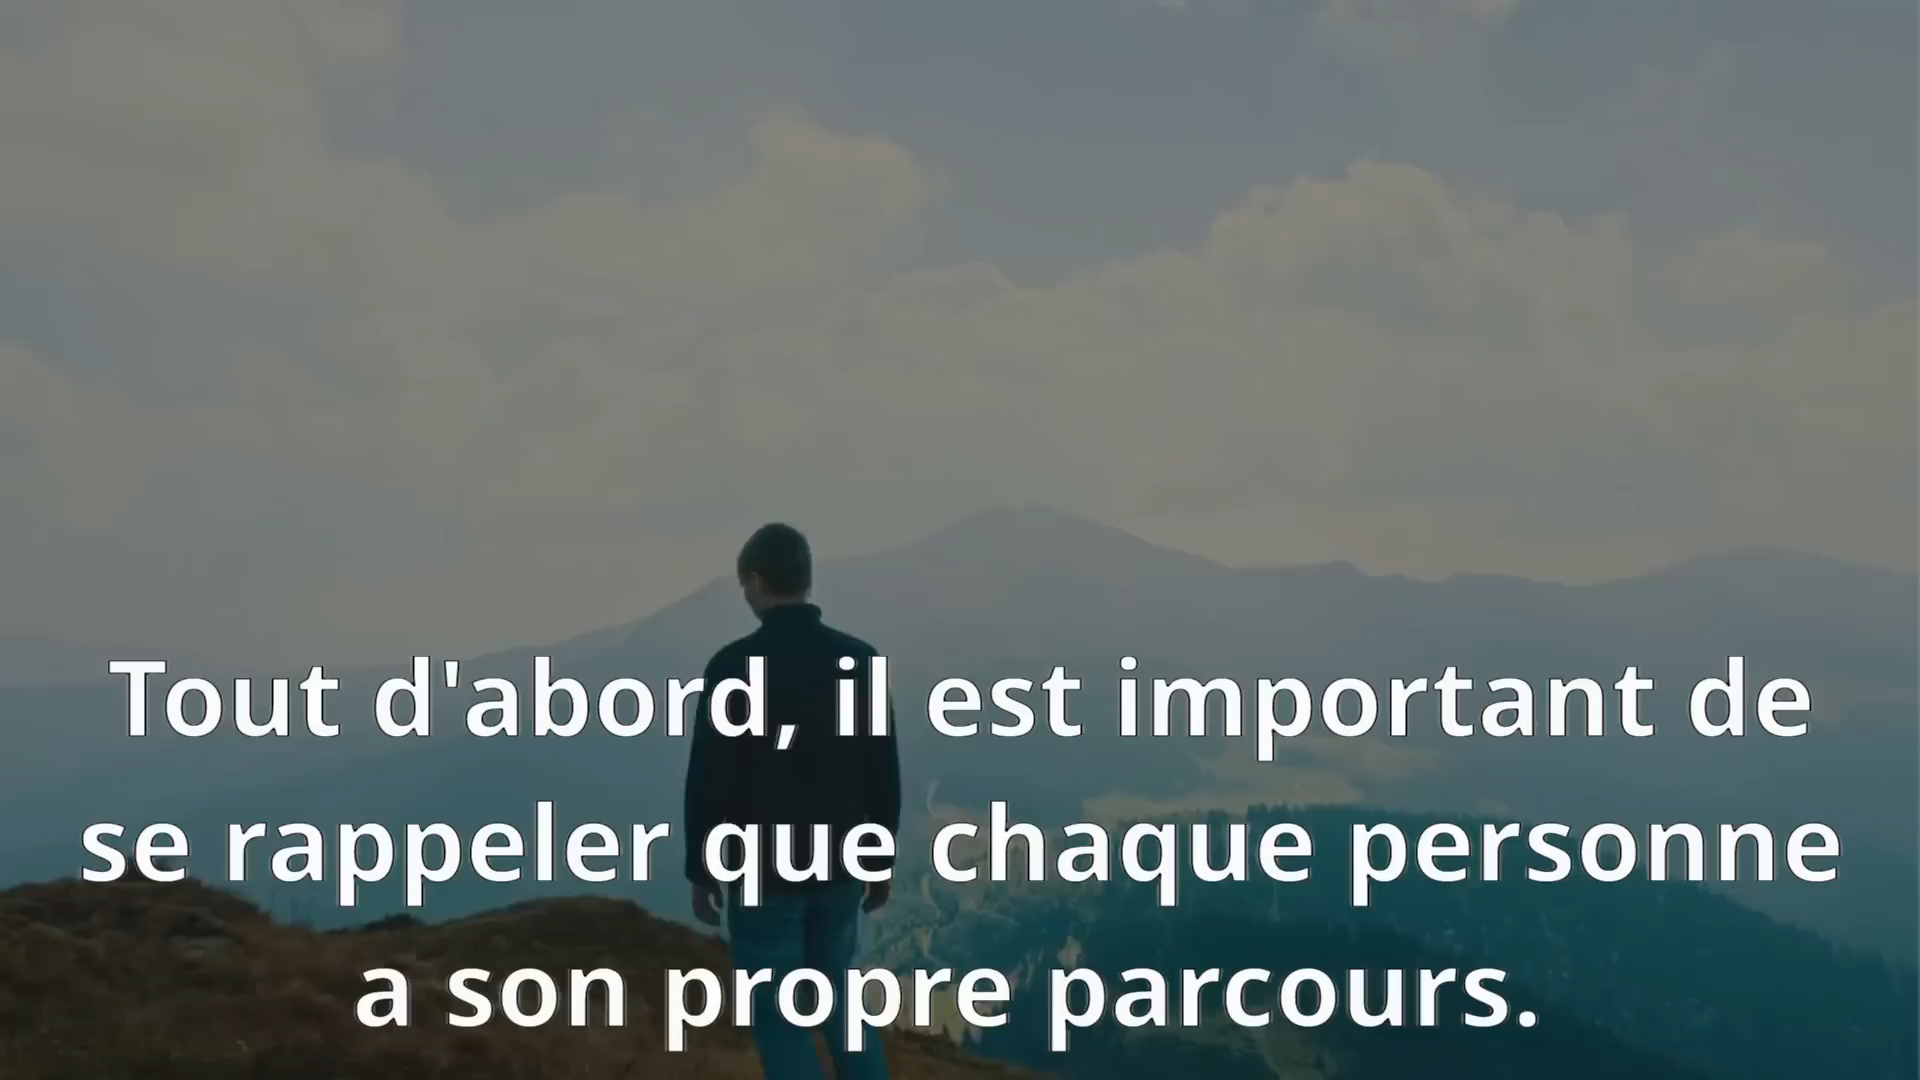 Tout d'abord, il est important de
se rappeler que chaque personne
a son propre parcours.